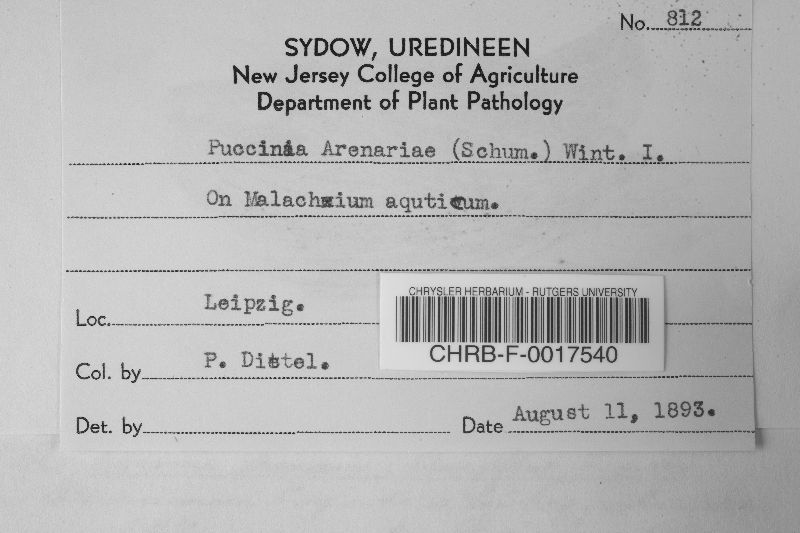 No. 812
SYDOW, UREDINEEN
New Jersey College of Agriculture
Department of Plant Pathology
Puccinia Arenariae (Schum.) Wint. I.
On Malachium aquticum.
Loc. Leipzig.
CHRYSLER HERBARIUM - RUTGERS UNIVERSITY
CHRB-F-0017540
Col. by P. Distel.
Det. by
Date August 11, 1893.